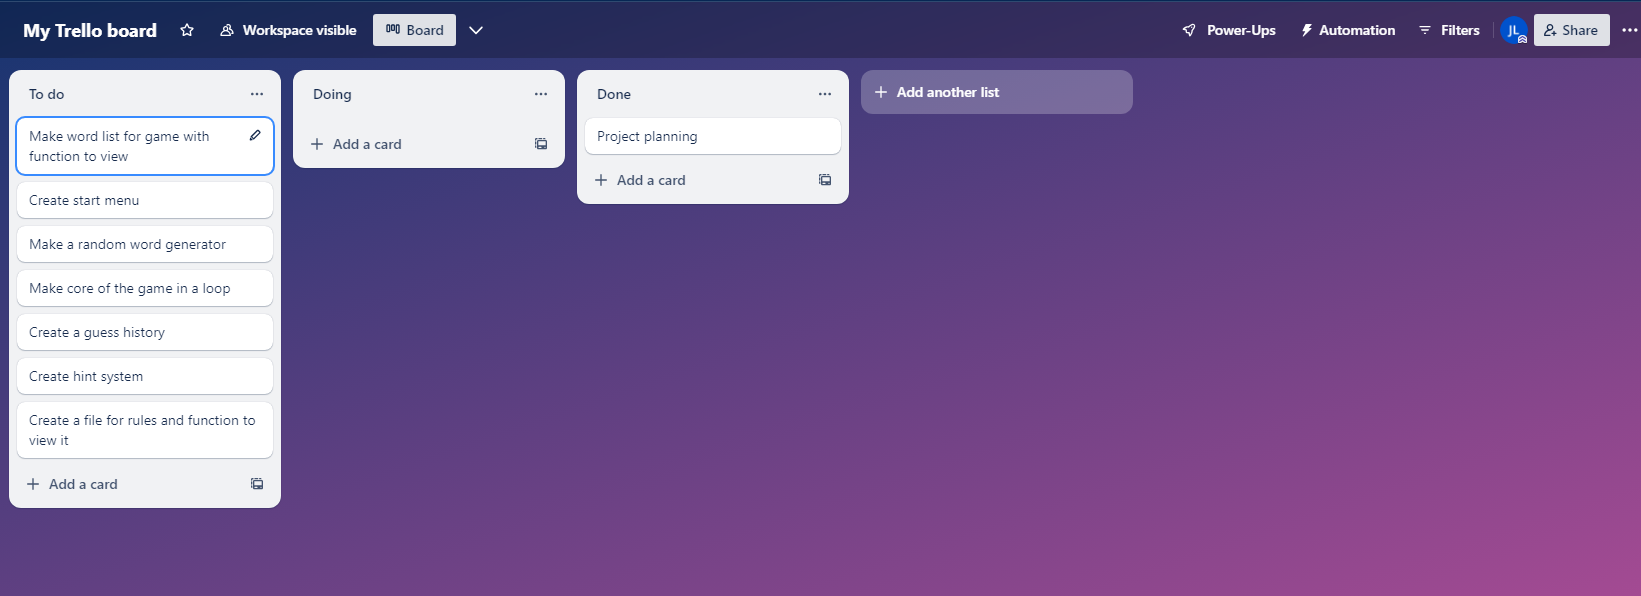 My Trello board
Workspace visible
Board
Power-Ups
Automation
Filters
JL
Share
To do
Make word list for game with
function to view
Create start menu
Make a random word generator
Make core of the game in a loop
Create a guess history
Create hint system
Create a file for rules and function to
view it
Add a card
Doing
Add a card
Done
Project planning
Add a card
Add another list